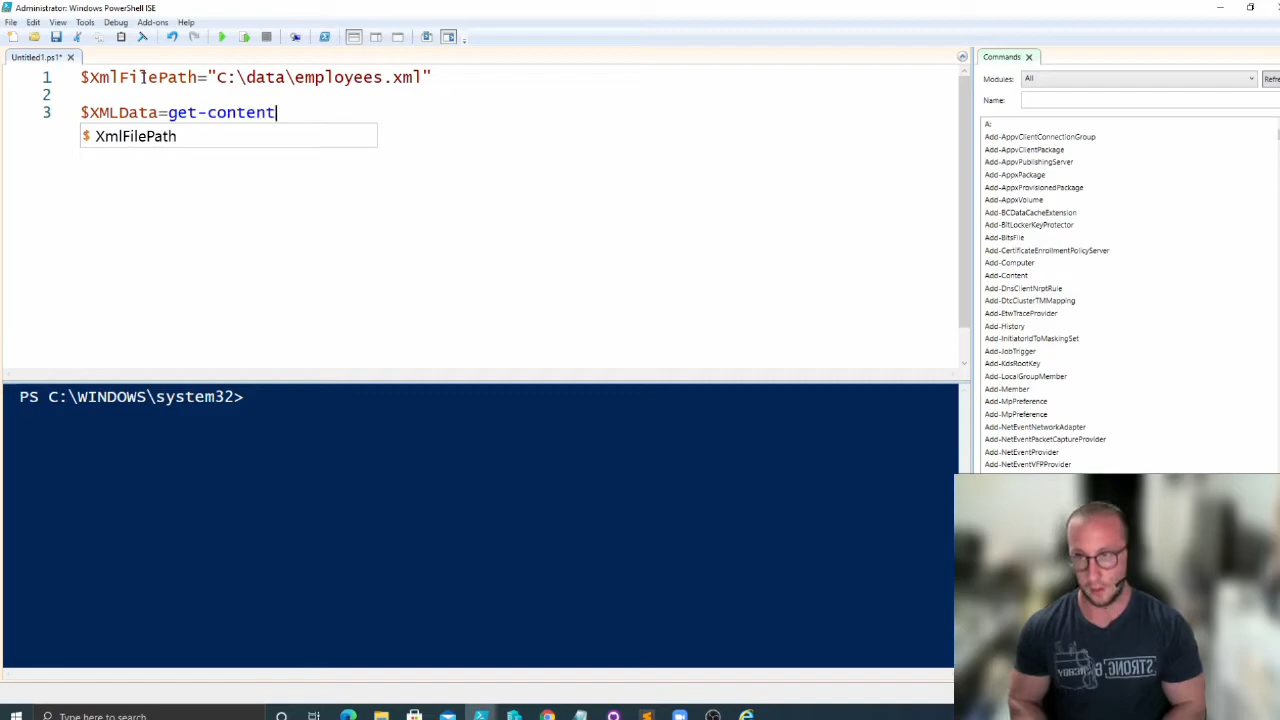 Administrator: Windows PowerShell ISE
File Edit View Tools Debug Add-ons Help
Untitled1.ps1*
1 $XmlFilePath="C:\data\employees.xml"
2
3 $XMLData=get-content
$ XmlFilePath
PS C:\WINDOWS\system32>
Commands
Modules: All Refre
Name:
A:
Add-AppvClientConnectionGroup
Add-AppvClientPackage
Add-AppvPublishingServer
Add-AppxPackage
Add-AppxProvisionedPackage
Add-AppxVolume
Add-BCDataCacheExtension
Add-BitLockerKeyProtector
Add-BitsFile
Add-CertificateEnrollmentPolicyServer
Add-Computer
Add-Content
Add-DnsClientNrptRule
Add-DtcClusterTMMapping
Add-EtwTraceProvider
Add-History
Add-InitiatorIdToMaskingSet
Add-JobTrigger
Add-KdsRootKey
Add-LocalGroupMember
Add-Member
Add-MpPreference
Add-MpPreference
Add-NetEventNetworkAdapter
Add-NetEventPacketCaptureProvider
Add-NetEventProvider
Add-NetEventVFPProvider
STRONG &
Type here to search